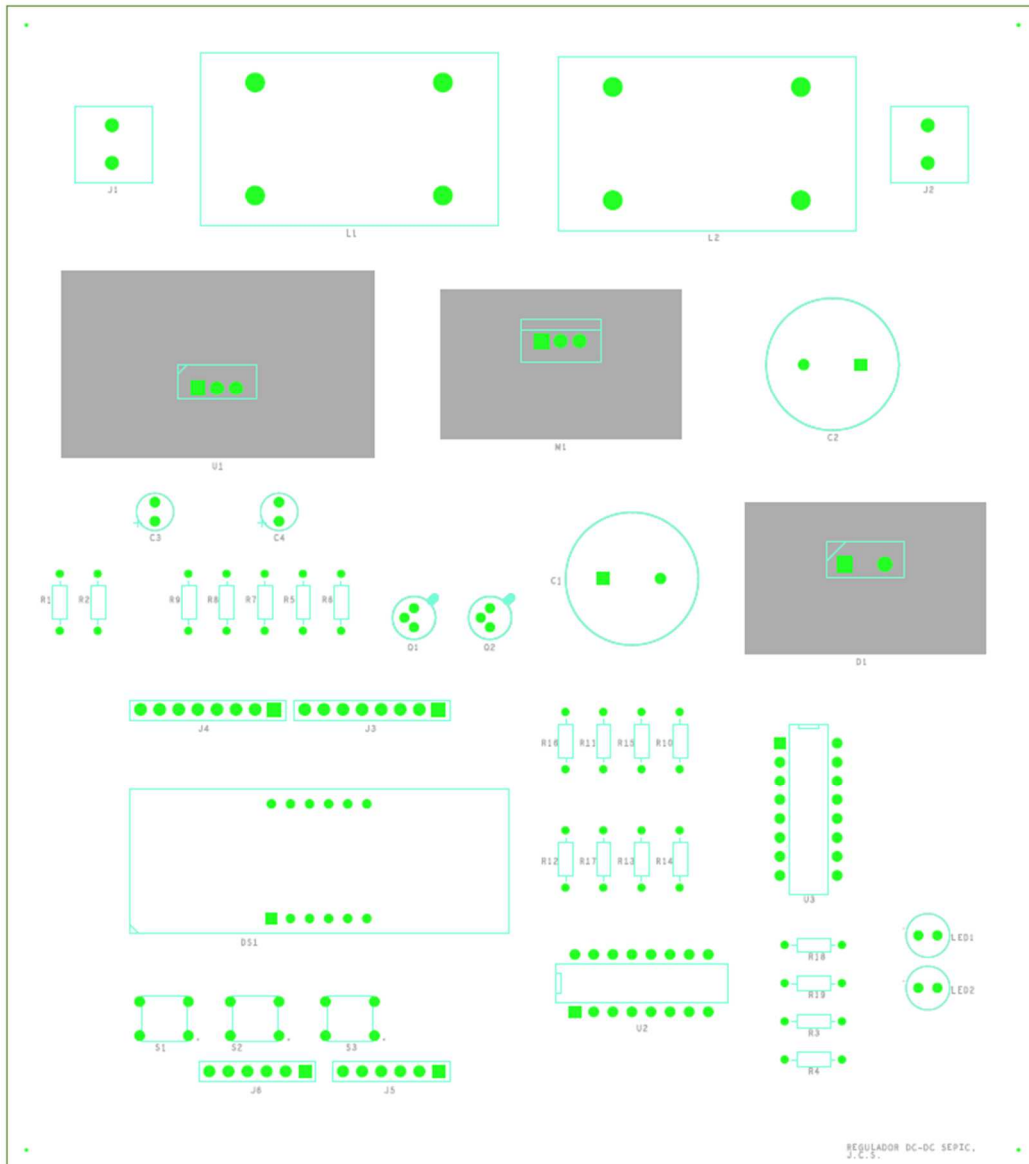 J1
J2
L1
L2
U1
M1
C2
C3
C4
C1
D1
R1
R2
R9
R8
R7
R5
R6
Q1
Q2
J4
J3
R16
R11
R15
R10
R12
R17
R13
R14
U3
DS1
LED1
LED2
R18
R19
R3
R4
U2
S1
S2
S3
J6
J5
REGULADOR DC-DC SEPIC,
J.C.S.